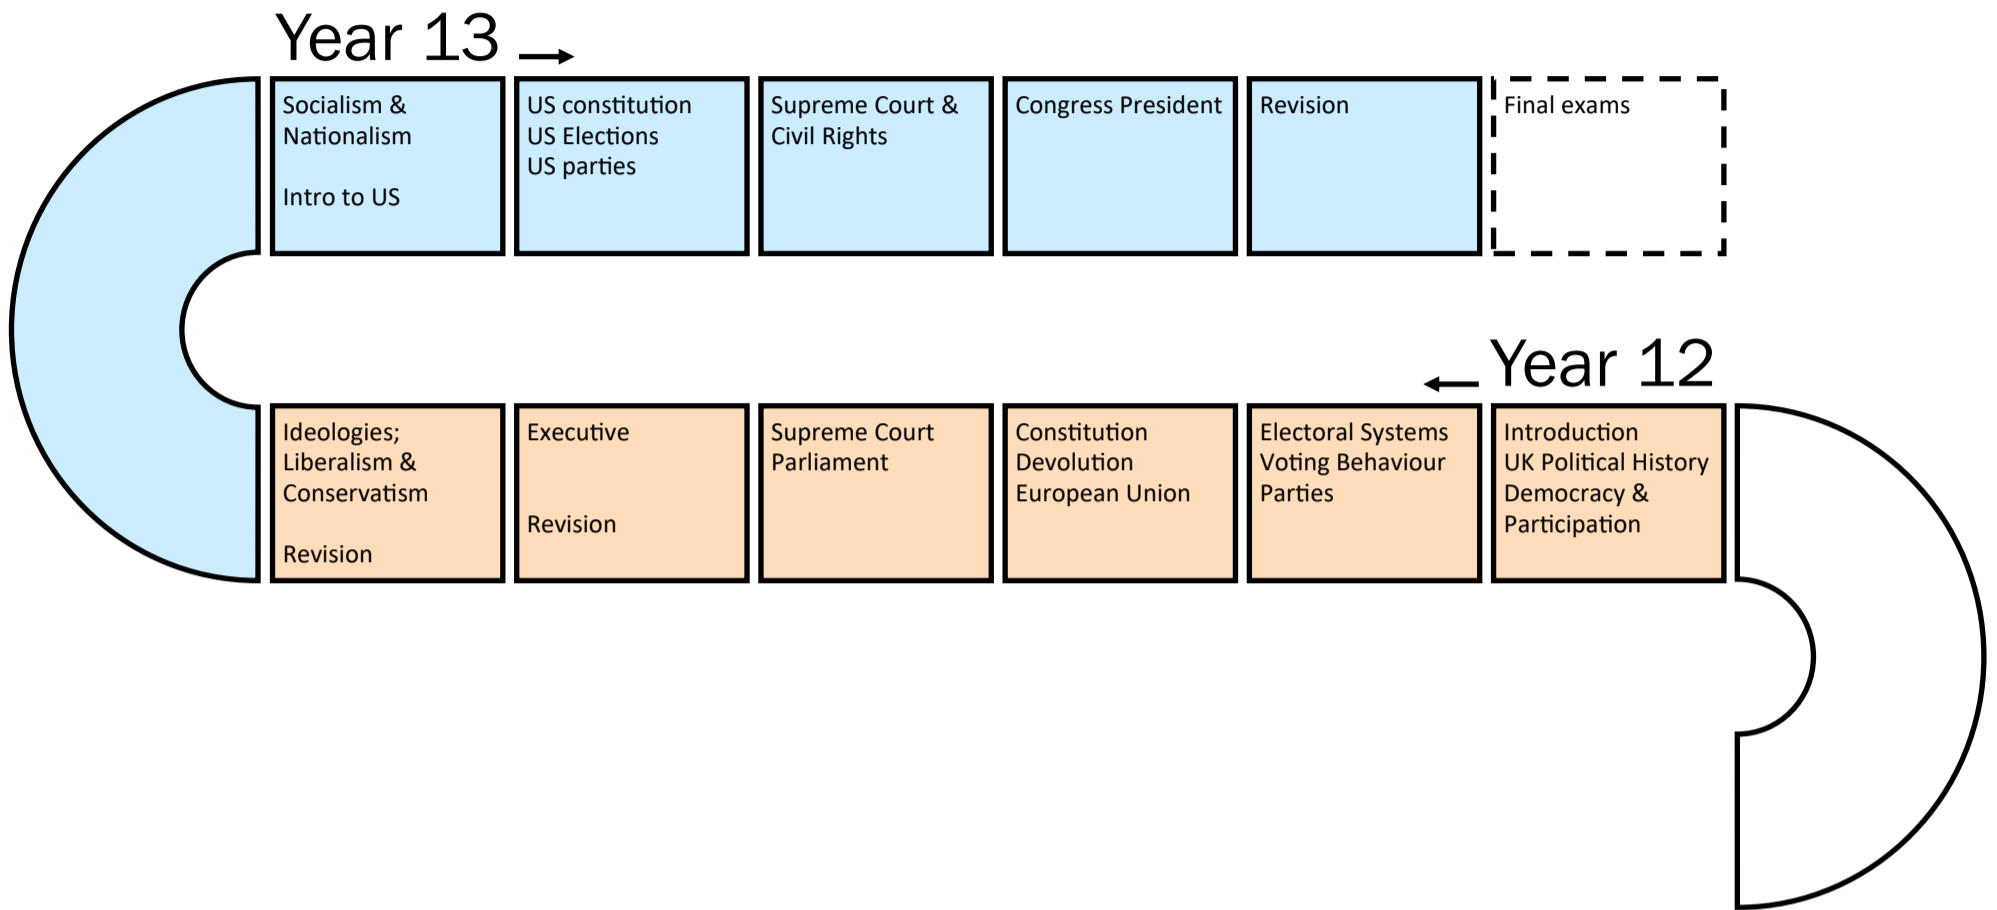 Year 13
Socialism &
Nationalism
Intro to US
US constitution
US Elections
US parties
Supreme Court &
Civil Rights
Congress President
Revision
Final exams
Year 12
Ideologies;
Liberalism &
Conservatism
Revision
Executive
Revision
Supreme Court
Parliament
Constitution
Devolution
European Union
Electoral Systems
Voting Behaviour
Parties
Introduction
UK Political History
Democracy &
Participation